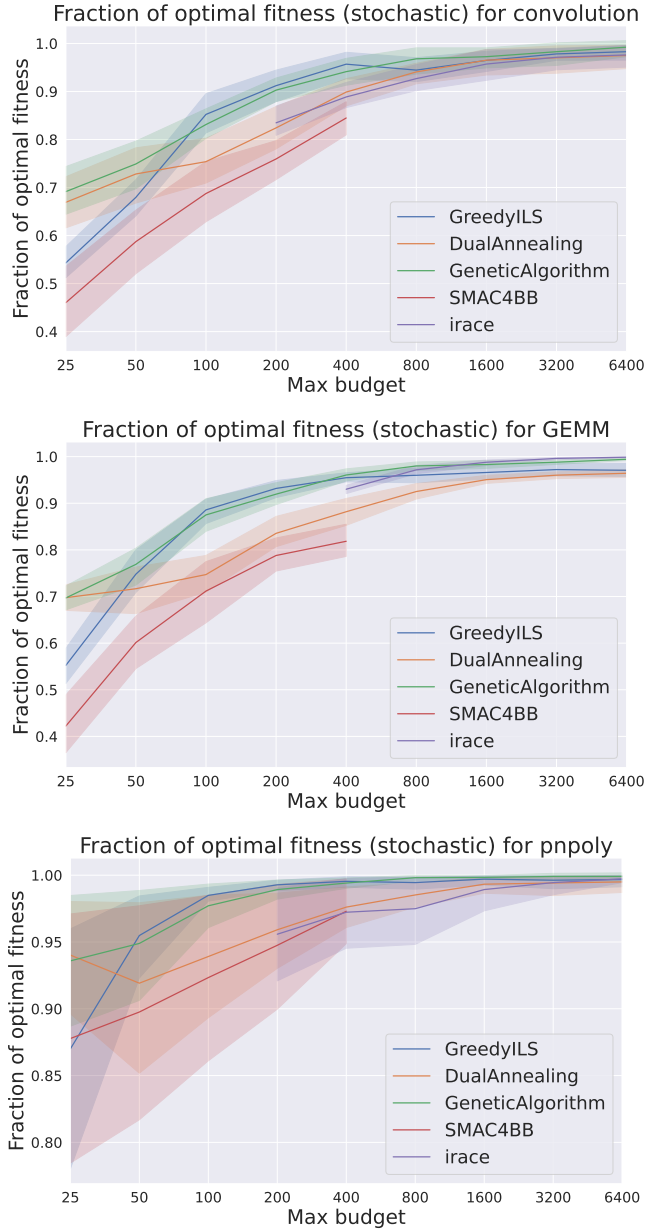 Fraction of optimal fitness (stochastic) for convolution
Fraction of optimal fitness
1.0
0.9
0.8
0.7
0.6
0.5
0.4
GreedyILS
DualAnnealing
GeneticAlgorithm
SMAC4BB
irace
25 50 100 200 400 800 1600 3200 6400
Max budget
Fraction of optimal fitness (stochastic) for GEMM
Fraction of optimal fitness
1.0
0.9
0.8
0.7
0.6
0.5
0.4
GreedyILS
DualAnnealing
GeneticAlgorithm
SMAC4BB
irace
25 50 100 200 400 800 1600 3200 6400
Max budget
Fraction of optimal fitness (stochastic) for pnpoly
Fraction of optimal fitness
1.00
0.95
0.90
0.85
0.80
GreedyILS
DualAnnealing
GeneticAlgorithm
SMAC4BB
irace
25 50 100 200 400 800 1600 3200 6400
Max budget